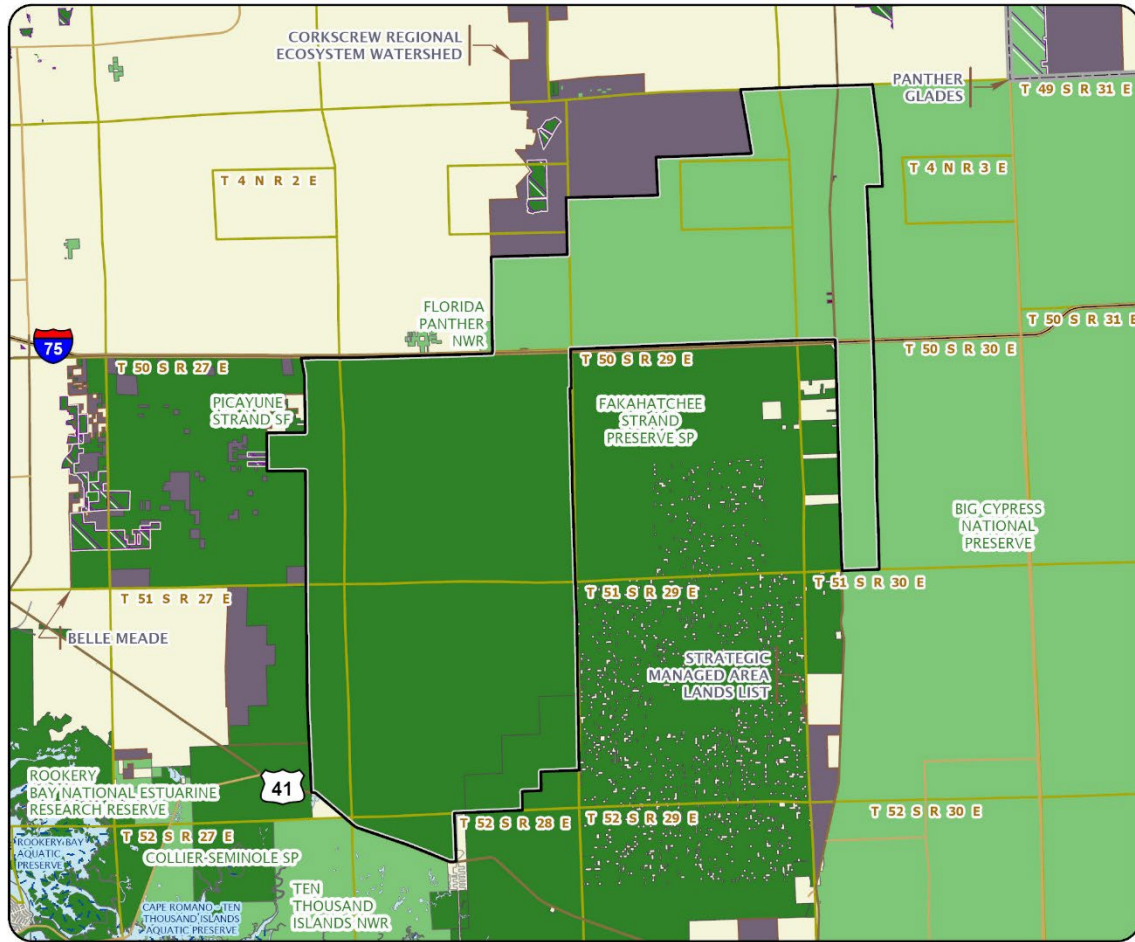 CORKSCREW REGIONAL
ECOSYSTEM WATERSHED
PANTHER
GLADES
T 49 S R 31 E
T 4 N R 2 E
T 4 N R 3 E
FLORIDA
PANTHER
NWR
T 50 S R 31 E
75
T 50 S R 27 E
T 50 S R 29 E
T 50 S R 30 E
PICAYUNE
STRAND SF
FAKAHATCHEE
STRAND
PRESERVE SP
BIG CYPRESS
NATIONAL
PRESERVE
T 51 S R 27 E
T 51 S R 29 E
T 51 S R 30 E
BELLE MEADE
STRATEGIC
MANAGED AREA
LANDS LIST
ROOKERY
BAY NATIONAL ESTUARINE
RESEARCH RESERVE
41
T 52 S R 27 E
T 52 S R 28 E
T 52 S R 29 E
T 52 S R 30 E
ROOKERY BAY
AQUATIC
PRESERVE
COLLIER-SEMINOLE SP
TEN
THOUSAND
ISLANDS NWR
CAPE ROMANO - TEN
THOUSAND ISLANDS
AQUATIC PRESERVE